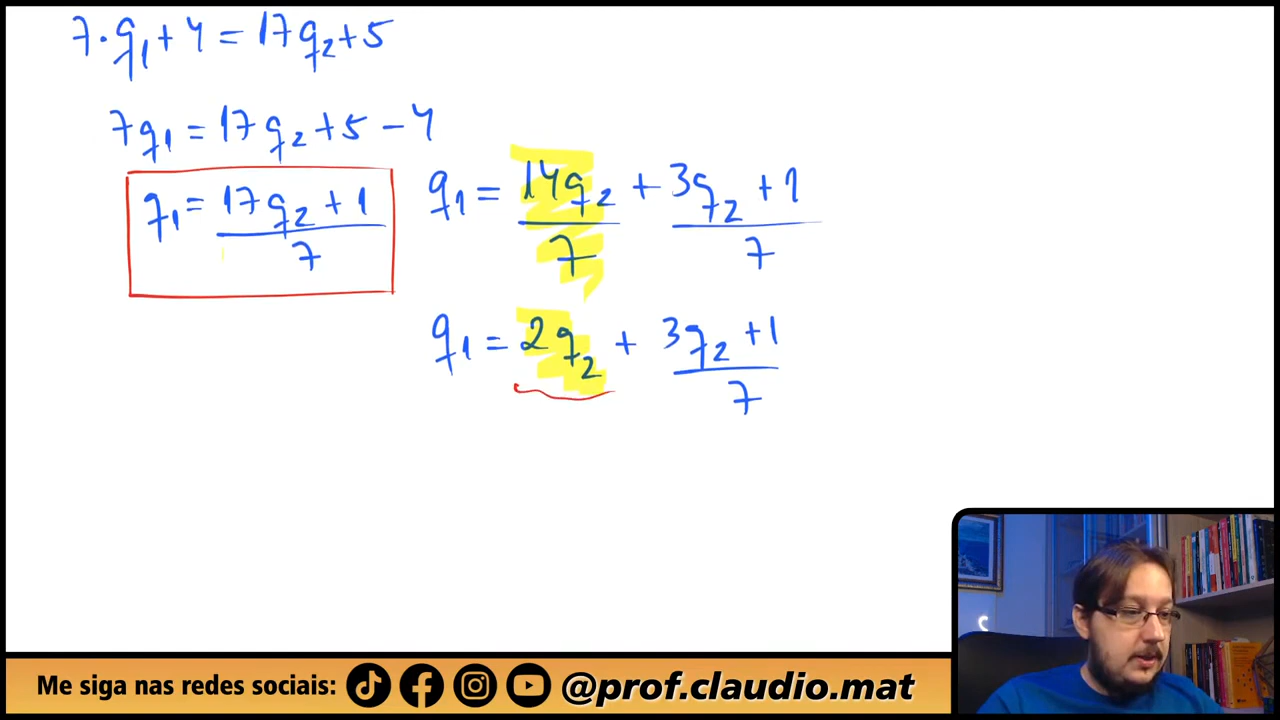 7·q₁+4=17q₂+5
7q₁=17q₂+5-4
q₁=17q₂+1/7
q₁=14q₂/7+3q₂+1/7
q₁=2q₂+3q₂+1/7
Me siga nas redes sociais: @prof.claudio.mat